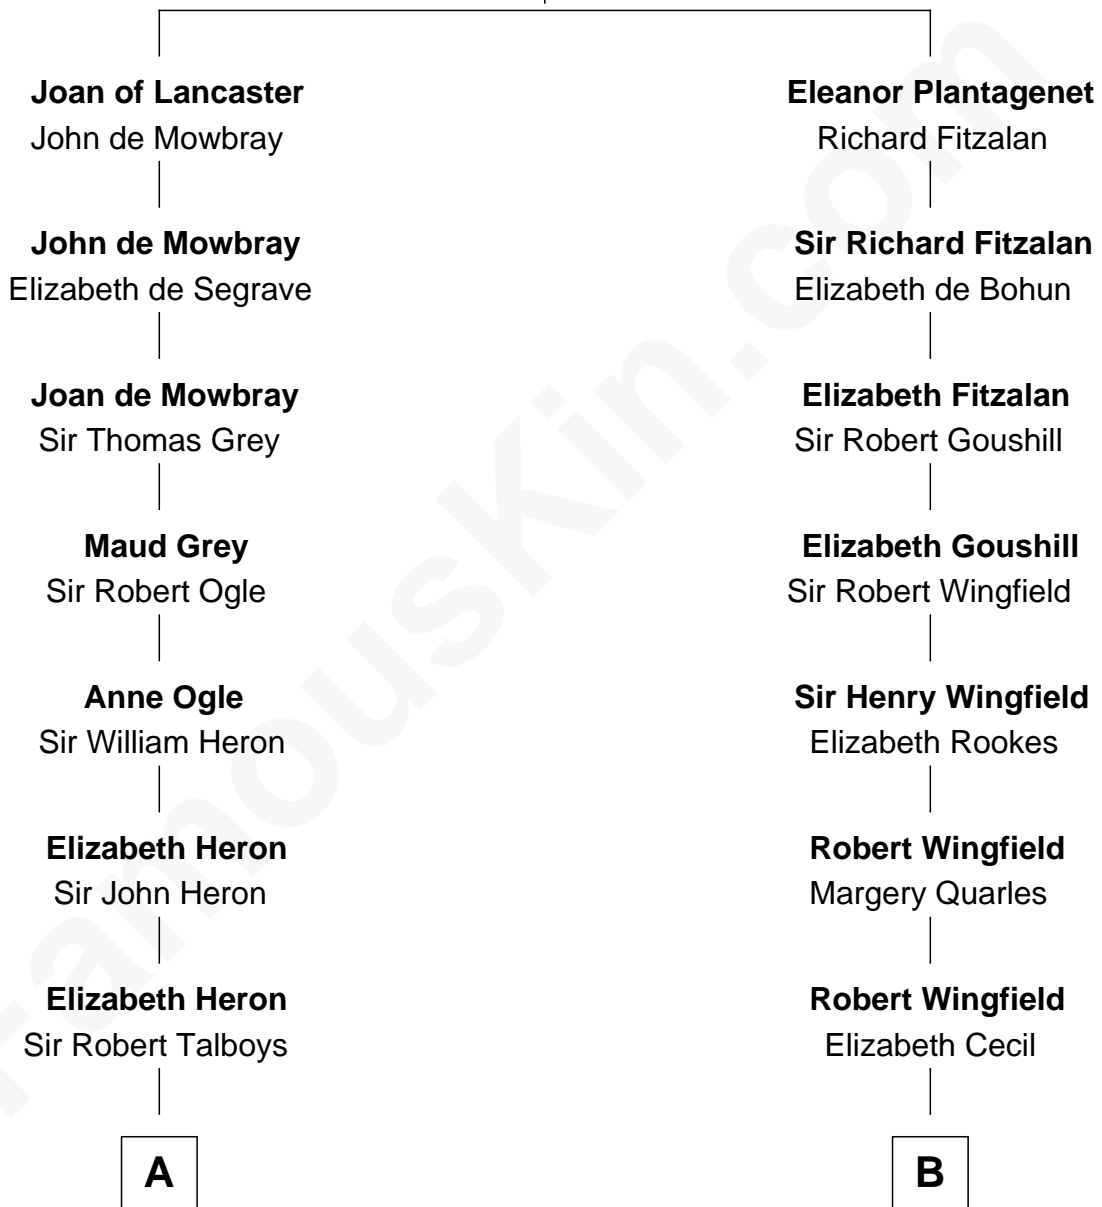 Joan of Lancaster
John de Mowbray
John de Mowbray
Elizabeth de Segrave
Joan de Mowbray
Sir Thomas Grey
Maud Grey
Sir Robert Ogle
Anne Ogle
Sir William Heron
Elizabeth Heron
Sir John Heron
Elizabeth Heron
Sir Robert Talboys
A
Eleanor Plantagenet
Richard Fitzalan
Sir Richard Fitzalan
Elizabeth de Bohun
Elizabeth Fitzalan
Sir Robert Goushill
Elizabeth Goushill
Sir Robert Wingfield
Sir Henry Wingfield
Elizabeth Rookes
Robert Wingfield
Margery Quarles
Robert Wingfield
Elizabeth Cecil
B
FamousKin.com